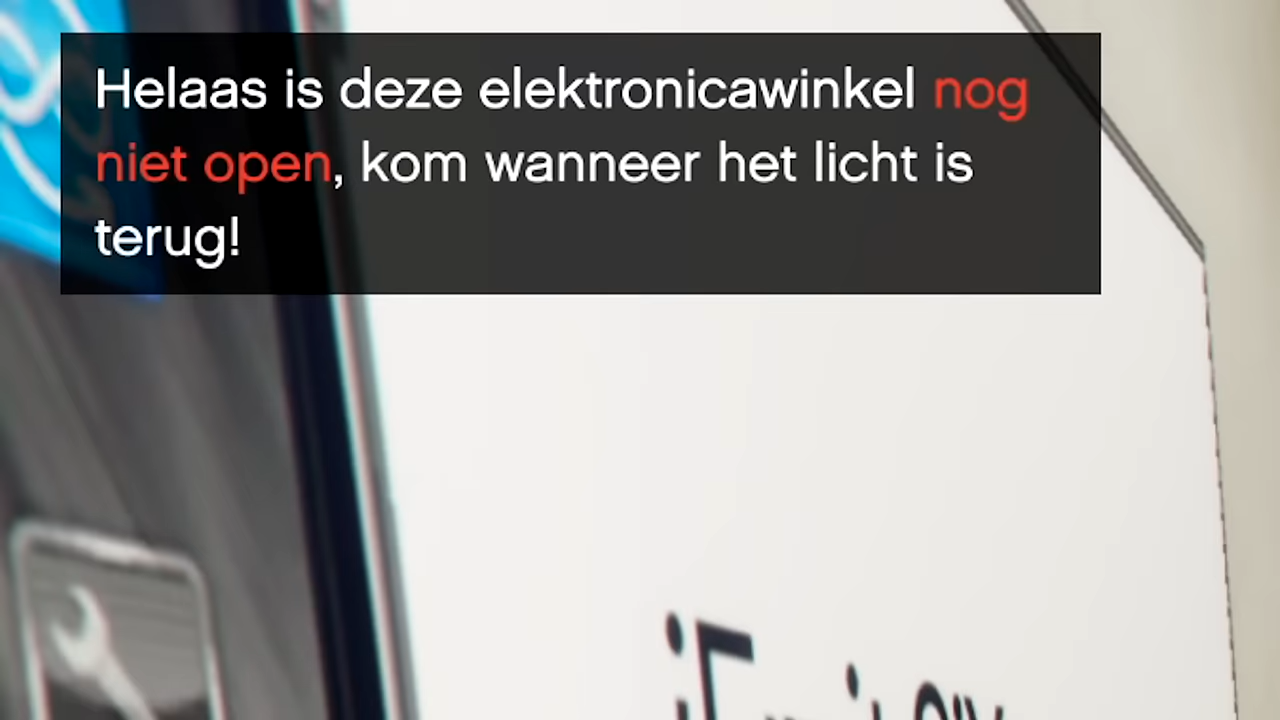 Helaas is deze elektronicawinkel nog
niet open, kom wanneer het licht is
terug!